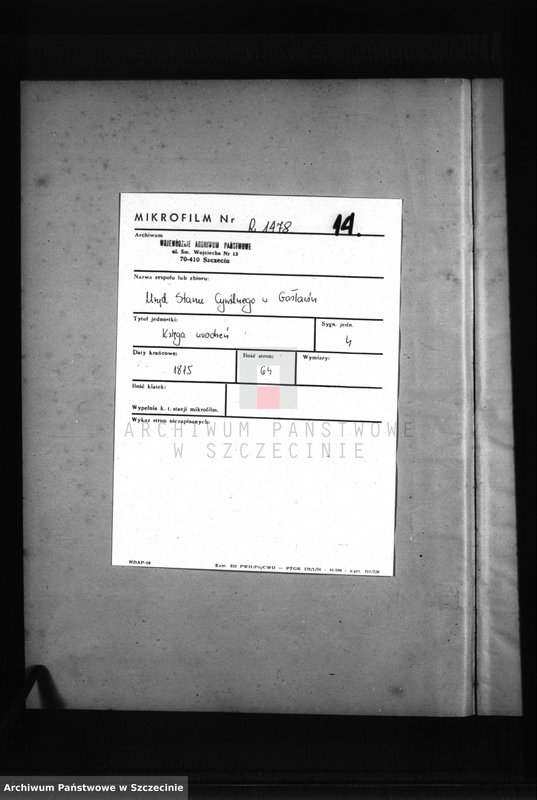 MIKROFILM Nr R. 1478 14.
Archiwum
WOJEWÓDZKIE ARCHIWUM PAŃSTWOWE
ul. Św. Wojciecha Nr 13
70-410 Szczecin
Nazwa zespołu lub zbioru:
Urząd Stanu Cywilnego w
Tytuł jednostki: Sygn. jedn.
Księga urodzeń 4
Daty krańcowe: Ilość stron: Wymiary:
1875 64
Ilość klatek:
Wypełnia k. t. stacji mikrofilm.
Wykaz stron niezapisanych:
ARCHIWUM PAŃSTWOWE
W SZCZECINIE
NDAP-16
Archiwum Państwowe w Szczecinie